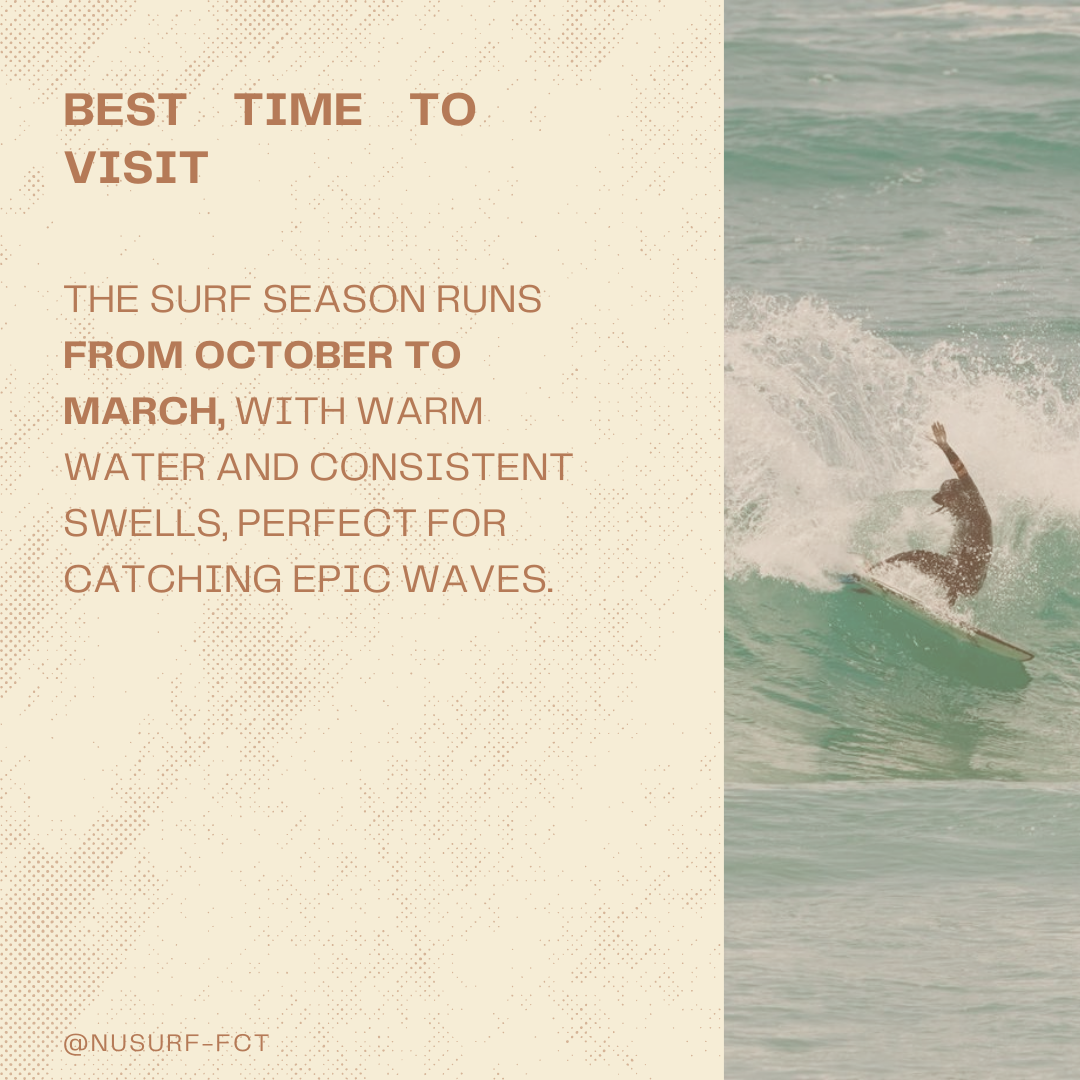 BEST TIME TO
VISIT
THE SURF SEASON RUNS
FROM OCTOBER TO
MARCH, WITH WARM
WATER AND CONSISTENT
SWELLS, PERFECT FOR
CATCHING EPIC WAVES.
@NUSURF-FCT